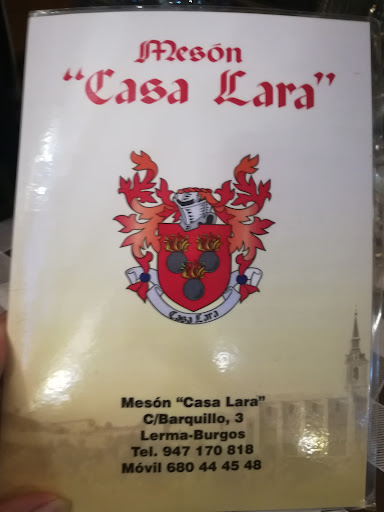 Mesón
“Casa Lara”
Casa Lara
Mesón “Casa Lara”
C/Barquillo, 3
Lerma-Burgos
Tel. 947 170 818
Móvil 680 44 45 48